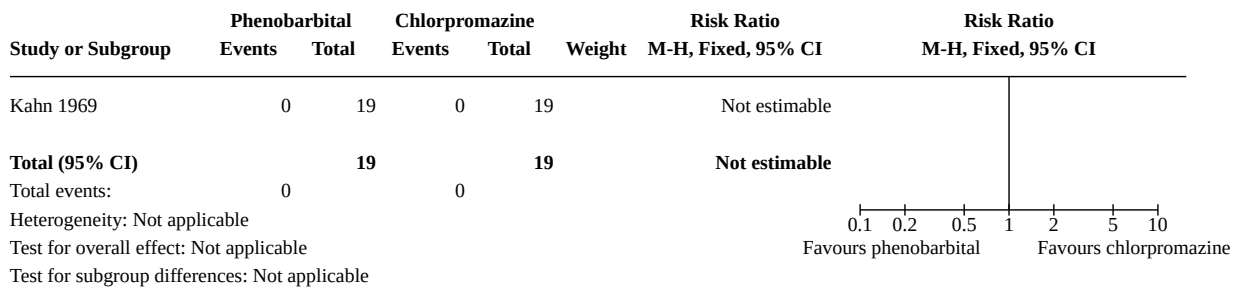 Phenobarbital Chlorpromazine Risk Ratio Risk Ratio
Study or Subgroup Events Total Events Total Weight M-H, Fixed, 95% CI M-H, Fixed, 95% CI
Kahn 1969 0 19 0 19 Not estimable
Total (95% CI) 19 19 Not estimable
Total events: 0 0
Heterogeneity: Not applicable
0.1 0.2 0.5 1 2 5 10
Test for overall effect: Not applicable Favours phenobarbital Favours chlorpromazine
Test for subgroup differences: Not applicable